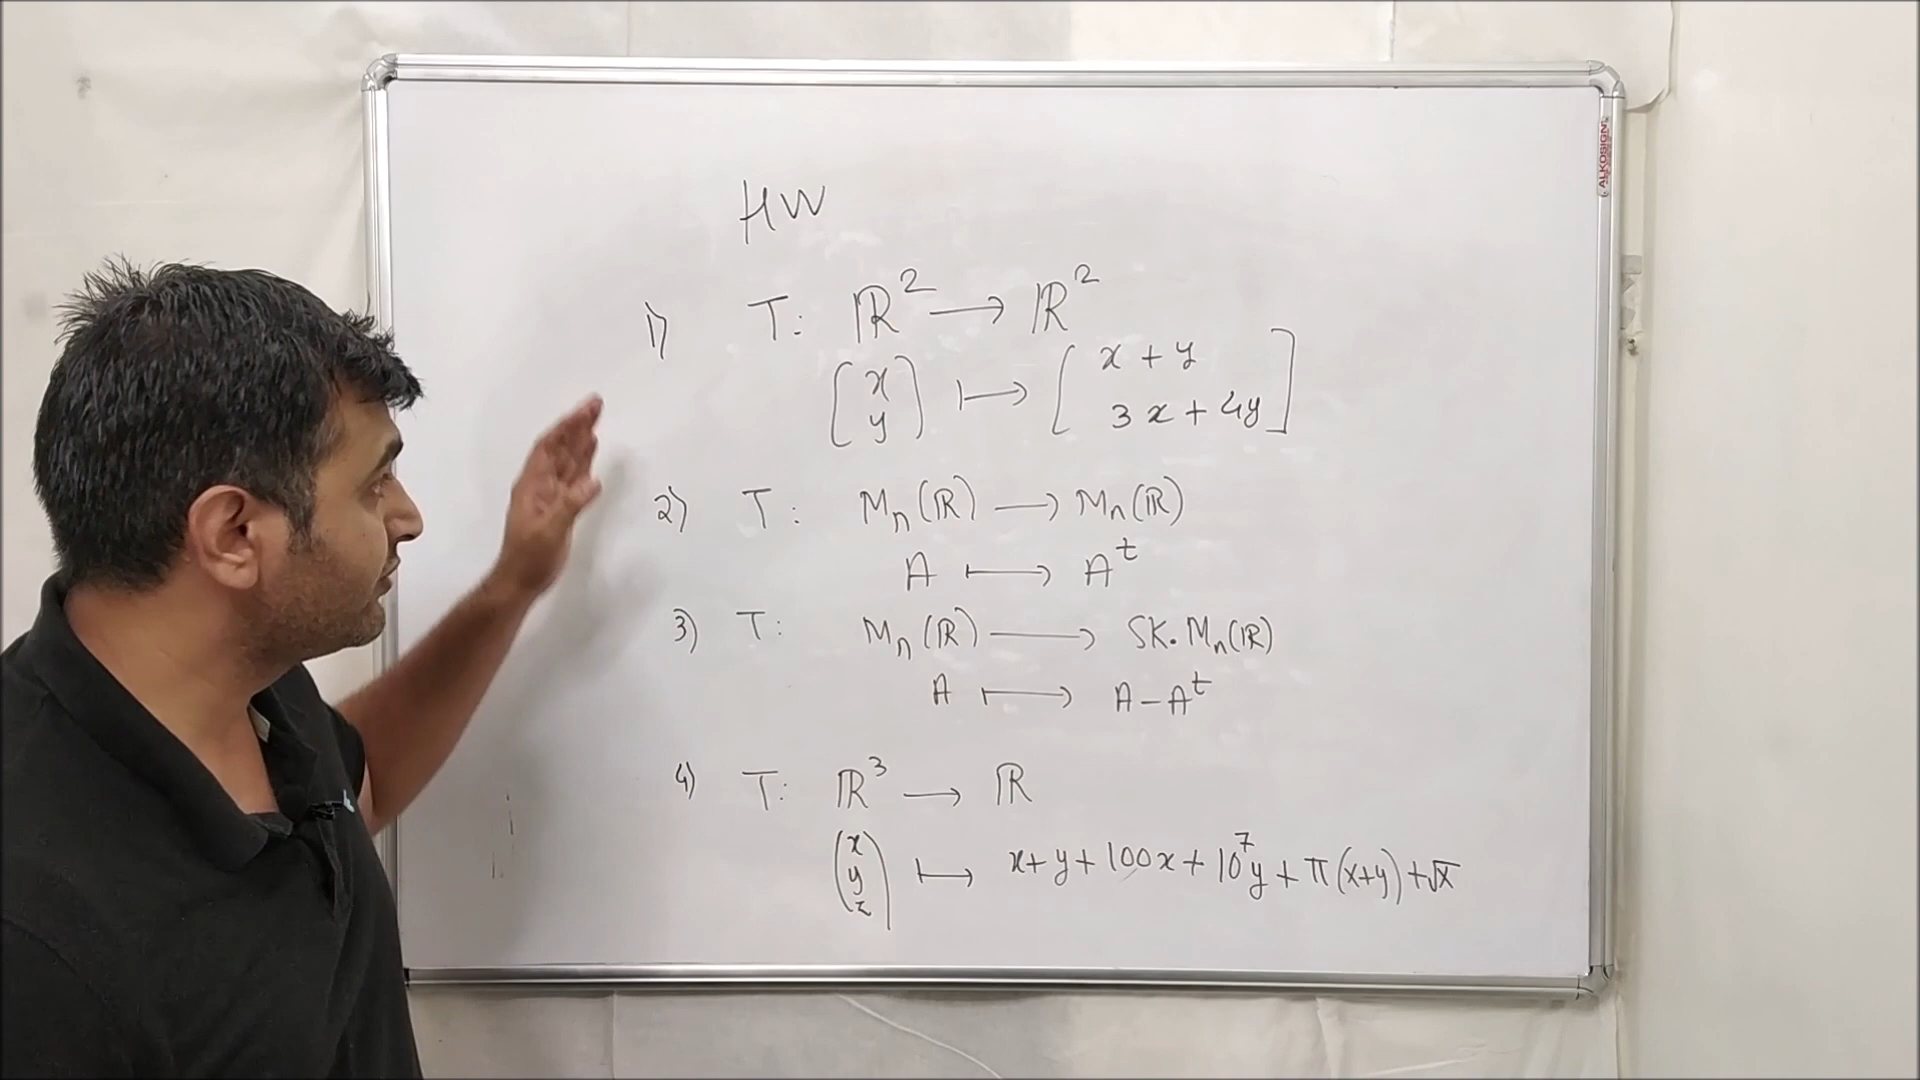 HW
1) T: ℝ² ⟶ ℝ²
[x y] ⟼ [x + y 3x + 4y]
2) T: Mₙ(ℝ) ⟶ Mₙ(ℝ)
A ⟼ Aᵗ
3) T: Mₙ(ℝ) ⟶ SK. Mₙ(ℝ)
A ⟼ A - Aᵗ
4) T: ℝ³ ⟶ ℝ
(x y z) ⟼ x + y + 100x + 10⁷y + π(x+y) + √x
ALKOSIGN